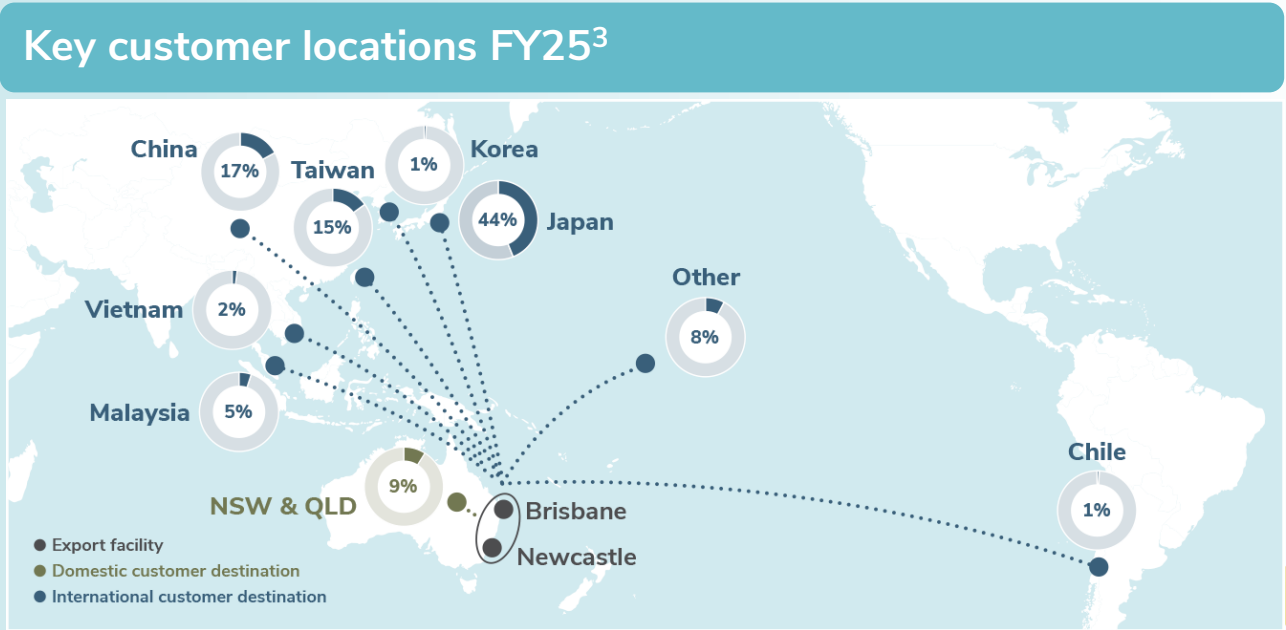 Key customer locations FY25³
China
17%
Taiwan
15%
1%
Korea
44%
Japan
Vietnam
2%
Other
8%
Malaysia
5%
Chile
1%
NSW & QLD
9%
Brisbane
Newcastle
Export facility
Domestic customer destination
International customer destination